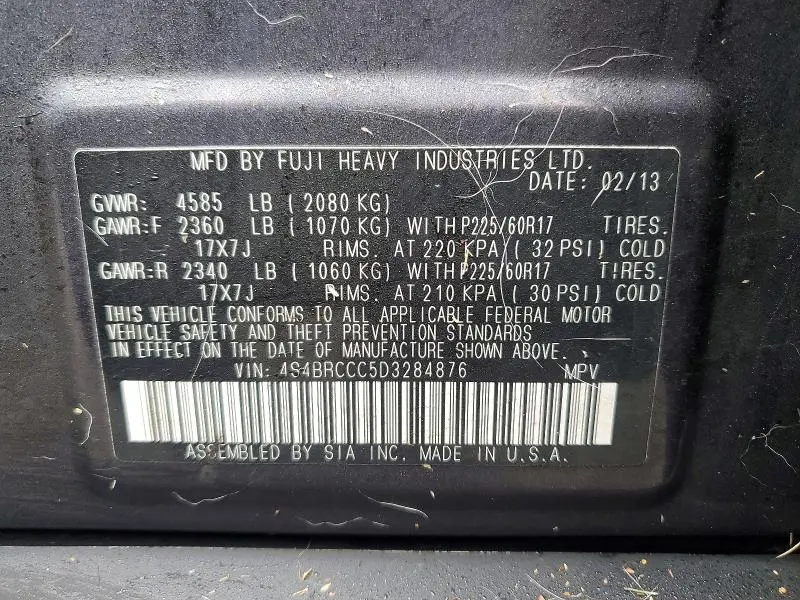 MFD BY FUJI HEAVY INDUSTRIES LTD.
DATE: 02/13
GVWR: 4585 LB ( 2080 KG)
GAWR:F 2360 LB ( 1070 KG) WITH P225/60R17 TIRES.
17X7J RIMS. AT 220 KPA ( 32 PSI) COLD
GAWR:R 2340 LB ( 1060 KG) WITH P225/60R17 TIRES.
17X7J RIMS. AT 210 KPA ( 30 PSI) COLD
THIS VEHICLE CONFORMS TO ALL APPLICABLE FEDERAL MOTOR
VEHICLE SAFETY AND THEFT PREVENTION STANDARDS
IN EFFECT ON THE DATE OF MANUFACTURE SHOWN ABOVE.
VIN: 4S4BRCCC5D3284876 MPV
ASSEMBLED BY SIA INC. MADE IN U.S.A.